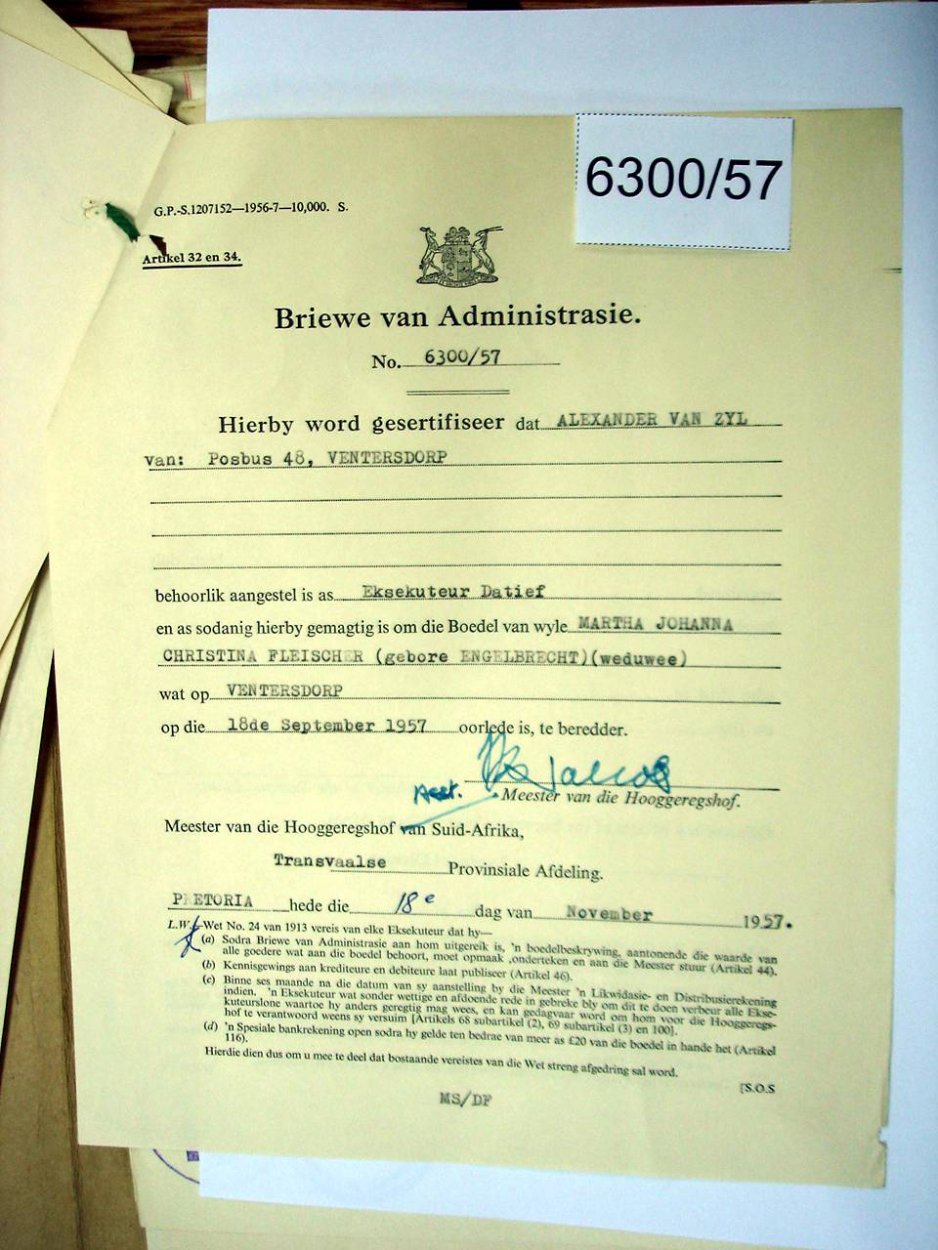 6300/57
G.P.-S.1207152—1956-7—10,000. S.
Artikel 32 en 34.
Briewe van Administrasie.
No. 6300/57
Hierby word gesertifiseer dat ALEXANDER VAN ZYL
van: Posbus 48, VENTERSDORP
behoorlik aangestel is as Eksekuteur Datief
en as sodanig hierby gemagtig is om die Boedel van wyle MARTHA JOHANNA
CHRISTINA FLEISCHER (gebore ENGELBRECHT)(weduwee)
wat op VENTERSDORP
op die 18de September 1957 oorlede is, te beredder.
Jacobs
Asst. Meester van die Hooggeregshof.
Meester van die Hooggeregshof van Suid-Afrika,
Transvaalse Provinsiale Afdeling.
PRETORIA hede die 18e dag van November 1957.
L.W.—Wet No. 24 van 1913 vereis van elke Eksekuteur dat hy—
(a) Sodra Briewe van Administrasie aan hom uitgereik is, 'n boedelbeskrywing, aantonende die waarde van
alle goedere wat aan die boedel behoort, moet opmaak ,onderteken en aan die Meester stuur (Artikel 44).
(b) Kennisgewings aan krediteure en debiteure laat publiseer (Artikel 46).
(c) Binne ses maande na die datum van sy aanstelling by die Meester 'n Likwidasie- en Distribusierekening
indien. 'n Eksekuteur wat sonder wettige en afdoende rede in gebreke bly om dit te doen verbeur alle Ekse-
kuteurslone waartoe hy anders geregtig mag wees, en kan gedagvaar word om hom voor die Hooggeregs-
hof te verantwoord weens sy versuim [Artikels 68 subartikel (2), 69 subartikel (3) en 100].
(d) 'n Spesiale bankrekening open sodra hy gelde ten bedrae van meer as £20 van die boedel in hande het (Artikel
116).
Hierdie dien dus om u mee te deel dat bostaande vereistes van die Wet streng afgedring sal word.
[S.O.S
MS/DF